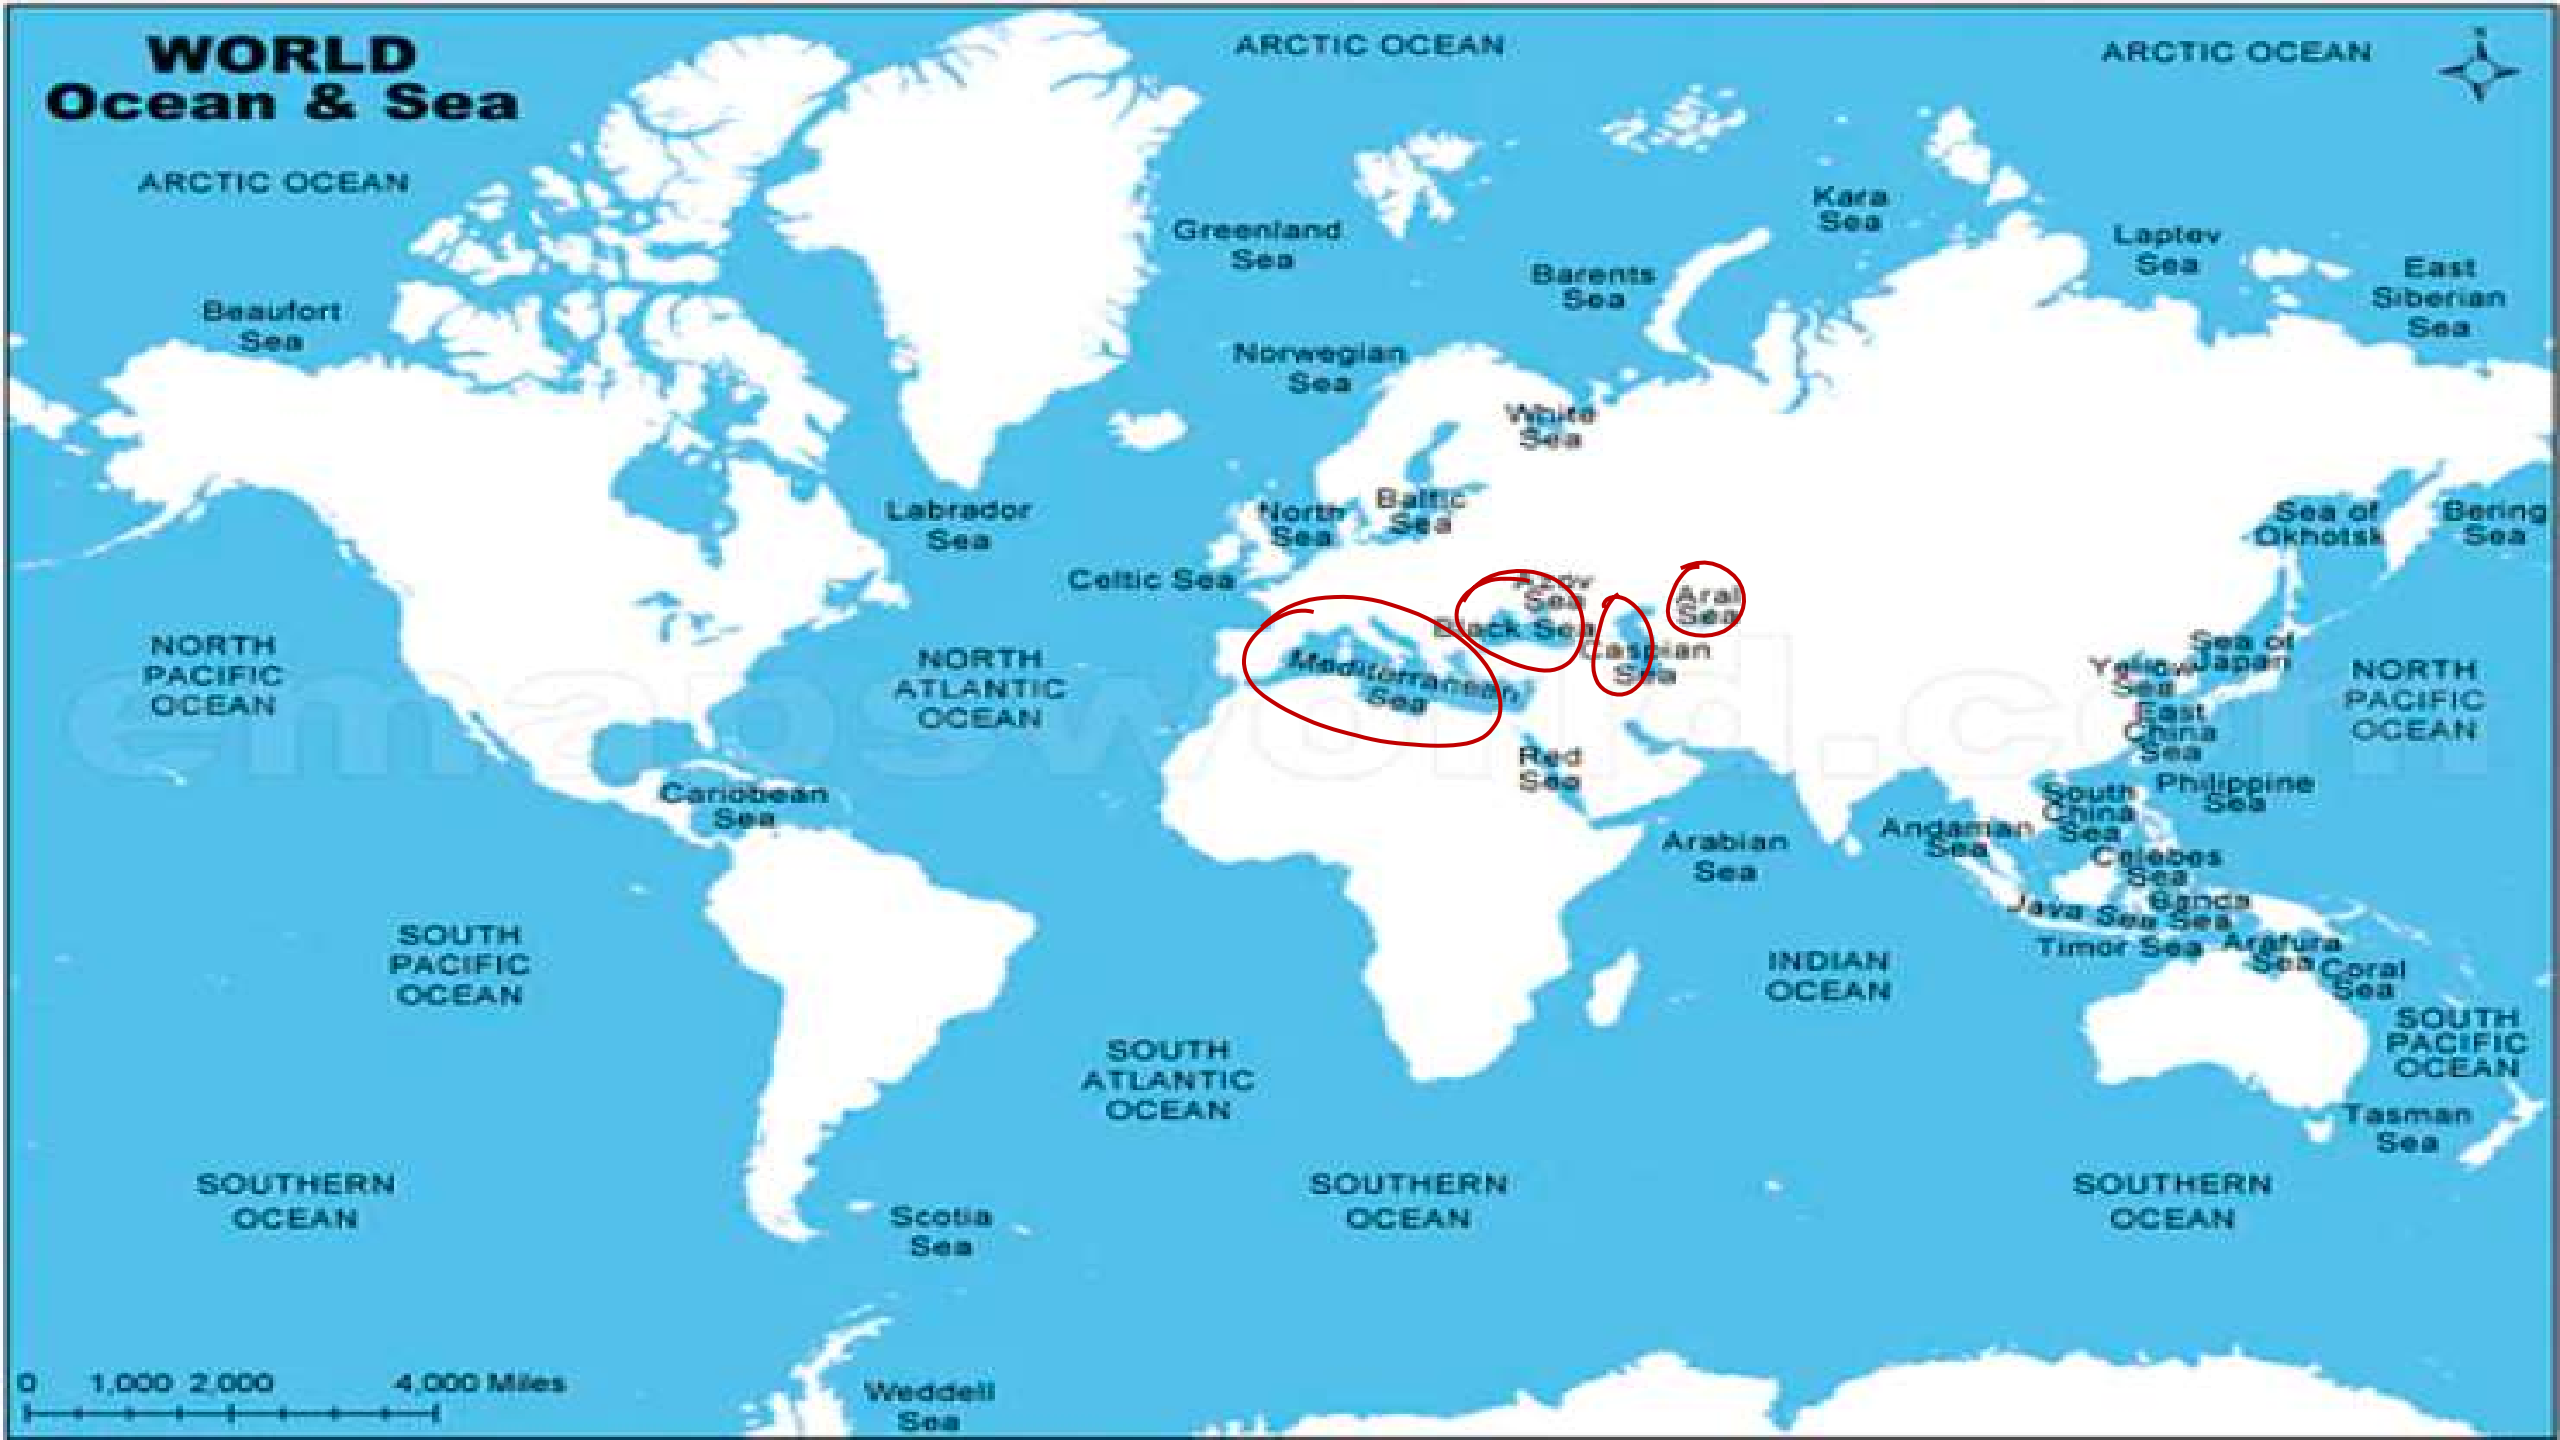 WORLD
Ocean & Sea
ARCTIC OCEAN
ARCTIC OCEAN
N
ARCTIC OCEAN
Kara
Sea
Greenland
Sea
Laptev
Sea
Barents
Sea
East
Siberian
Sea
Beaufort
Sea
Norwegian
Sea
White
Sea
Labrador
Sea
North
Sea
Baltic
Sea
Sea of
Okhotsk
Bering
Sea
Celtic Sea
Azov
Sea
Aral
Sea
Black Sea
Caspian
Sea
Mediterranean
Sea
NORTH
PACIFIC
OCEAN
NORTH
ATLANTIC
OCEAN
Sea of
Japan
Yellow
Sea
East
China
Sea
NORTH
PACIFIC
OCEAN
emapsworld.com
Red
Sea
Caribbean
Sea
South
China
Sea
Philippine
Sea
Arabian
Sea
Andaman
Sea
Celebes
Sea
Banda
Sea
Java Sea
Timor Sea
Arafura
Sea
Coral
Sea
SOUTH
PACIFIC
OCEAN
INDIAN
OCEAN
SOUTH
PACIFIC
OCEAN
SOUTH
ATLANTIC
OCEAN
Tasman
Sea
SOUTHERN
OCEAN
SOUTHERN
OCEAN
SOUTHERN
OCEAN
Scotia
Sea
0 1,000 2,000 4,000 Miles
Weddell
Sea